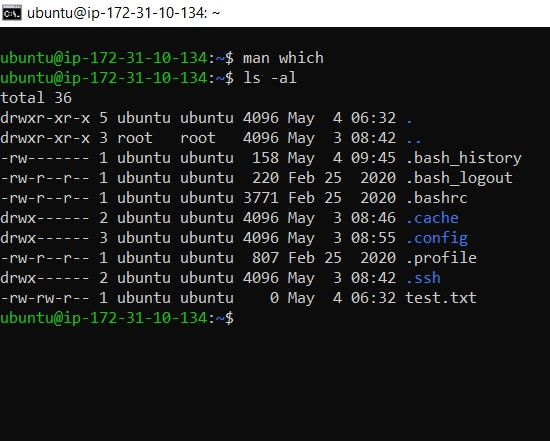 ubuntu@ip-172-31-10-134: ~
ubuntu@ip-172-31-10-134:~$ man which
ubuntu@ip-172-31-10-134:~$ ls -al
total 36
drwxr-xr-x 5 ubuntu ubuntu 4096 May  4 06:32 .
drwxr-xr-x 3 root   root   4096 May  3 08:42 ..
-rw------- 1 ubuntu ubuntu  158 May  4 09:45 .bash_history
-rw-r--r-- 1 ubuntu ubuntu  220 Feb 25  2020 .bash_logout
-rw-r--r-- 1 ubuntu ubuntu 3771 Feb 25  2020 .bashrc
drwx------ 2 ubuntu ubuntu 4096 May  3 08:46 .cache
drwx------ 3 ubuntu ubuntu 4096 May  3 08:55 .config
-rw-r--r-- 1 ubuntu ubuntu  807 Feb 25  2020 .profile
drwx------ 2 ubuntu ubuntu 4096 May  3 08:42 .ssh
-rw-rw-r-- 1 ubuntu ubuntu    0 May  4 06:32 test.txt
ubuntu@ip-172-31-10-134:~$